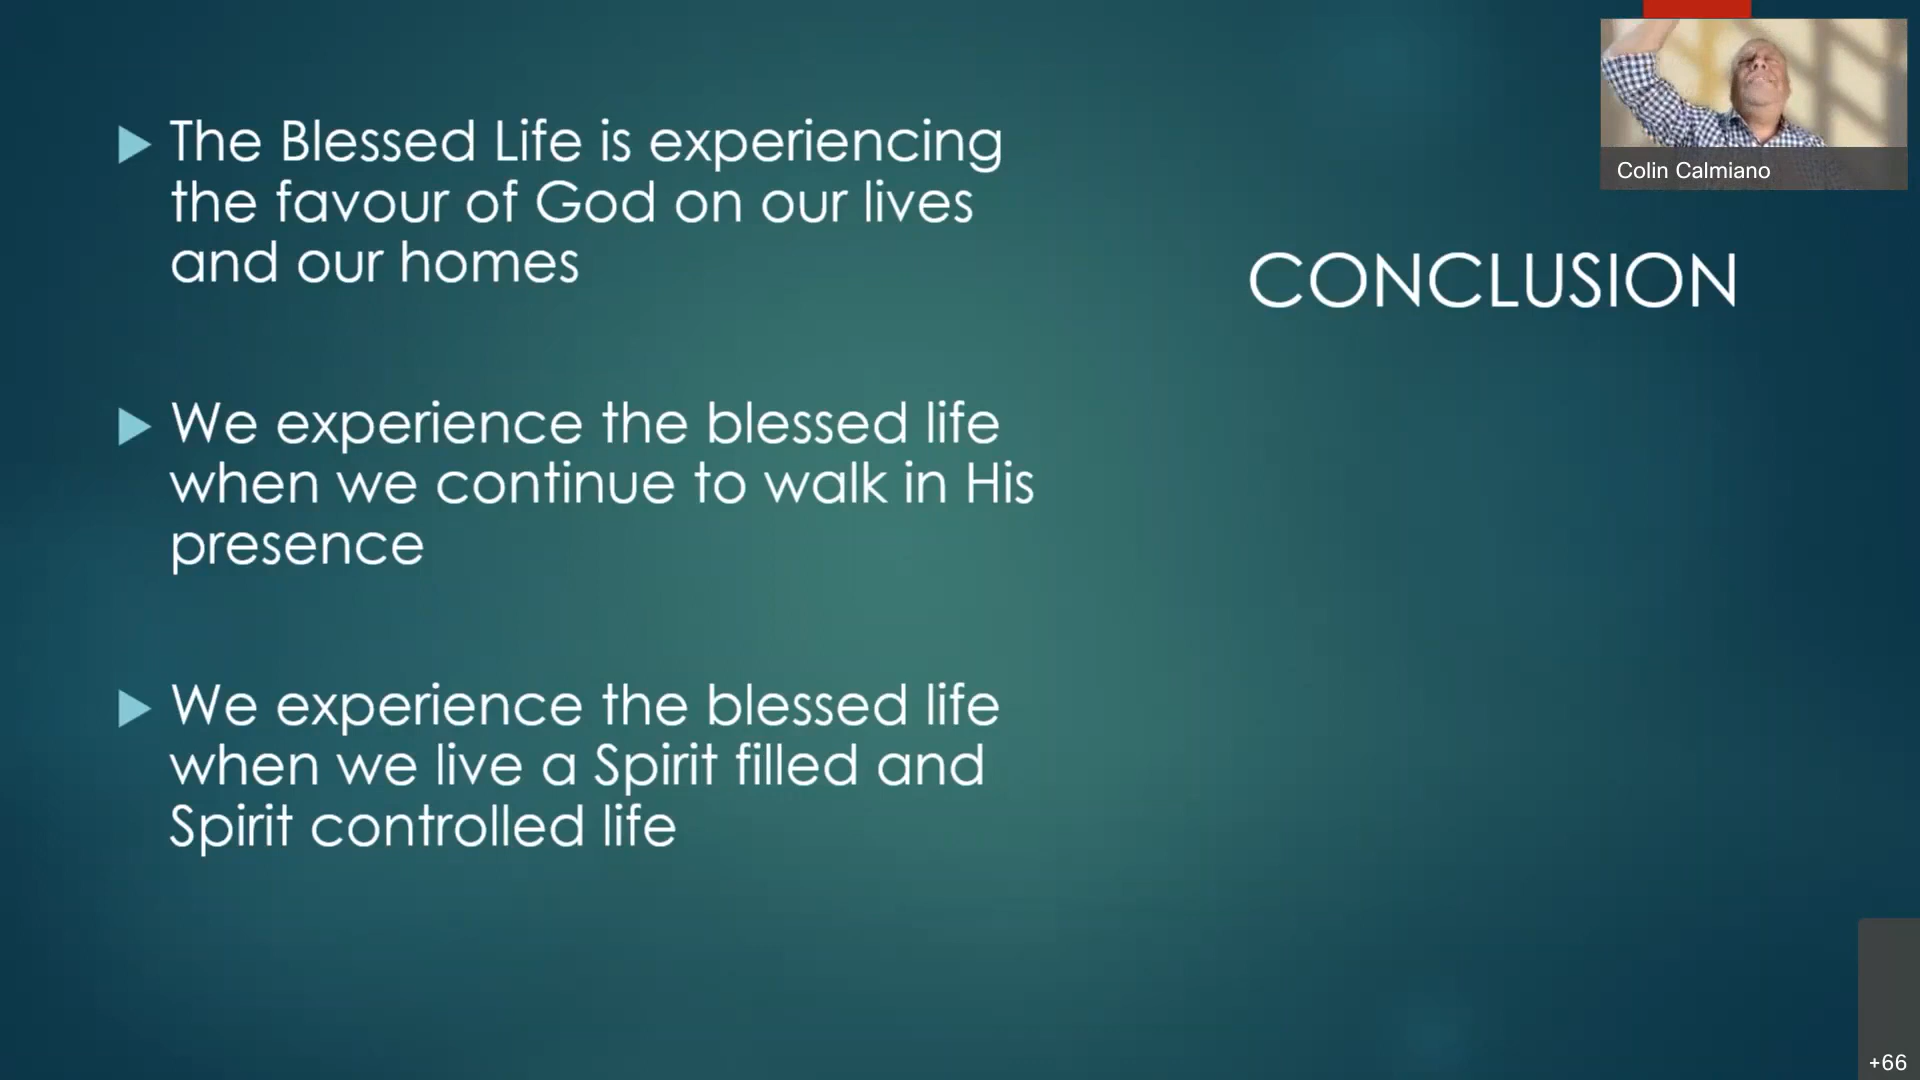 The Blessed Life is experiencing
the favour of God on our lives
and our homes
We experience the blessed life
when we continue to walk in His
presence
We experience the blessed life
when we live a Spirit filled and
Spirit controlled life
CONCLUSION
Colin Calmiano
+66